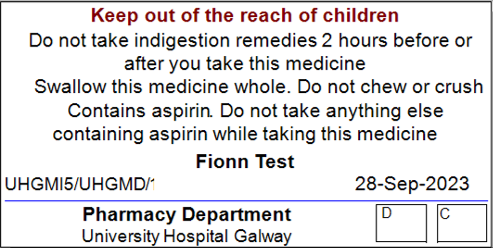 Keep out of the reach of children
Do not take indigestion remedies 2 hours before or
after you take this medicine
Swallow this medicine whole. Do not chew or crush
Contains aspirin. Do not take anything else
containing aspirin while taking this medicine
Fionn Test
UHGMI5/UHGMD/1 28-Sep-2023
Pharmacy Department D C
University Hospital Galway